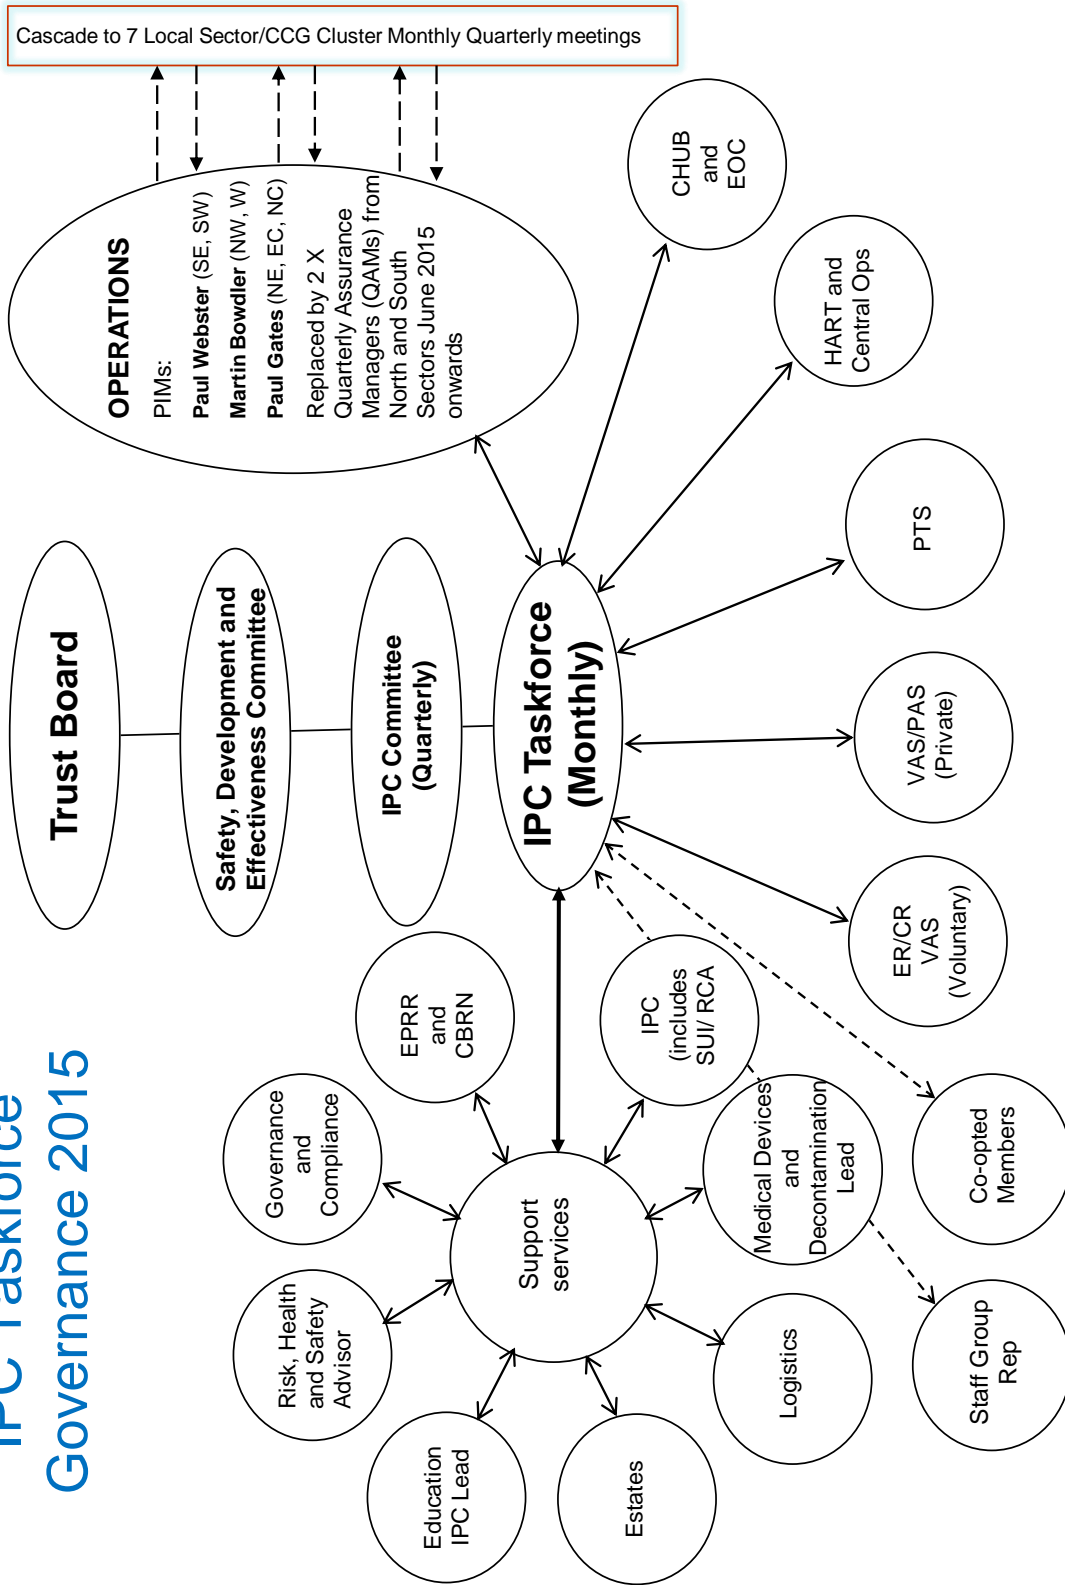 IPC Taskforce
Governance 2015
Trust Board
Safety, Development and
Effectiveness Committee
IPC Committee
(Quarterly)
IPC Taskforce
(Monthly)
Cascade to 7 Local Sector/CCG Cluster Monthly Quarterly meetings
OPERATIONS
PIMs:
Paul Webster (SE, SW)
Martin Bowdler (NW, W)
Paul Gates (NE, EC, NC)
Replaced by 2 X
Quarterly Assurance
Managers (QAMs) from
North and South
Sectors June 2015
onwards
CHUB
and
EOC
HART and
Central Ops
PTS
VAS/PAS
(Private)
ER/CR
VAS
(Voluntary)
Co-opted
Members
Staff Group
Rep
Support
services
EPRR
and
CBRN
Governance
and
Compliance
Risk, Health
and Safety
Advisor
Education
IPC Lead
Estates
Logistics
Medical Devices
and
Decontamination
Lead
IPC
(includes
SUI/ RCA